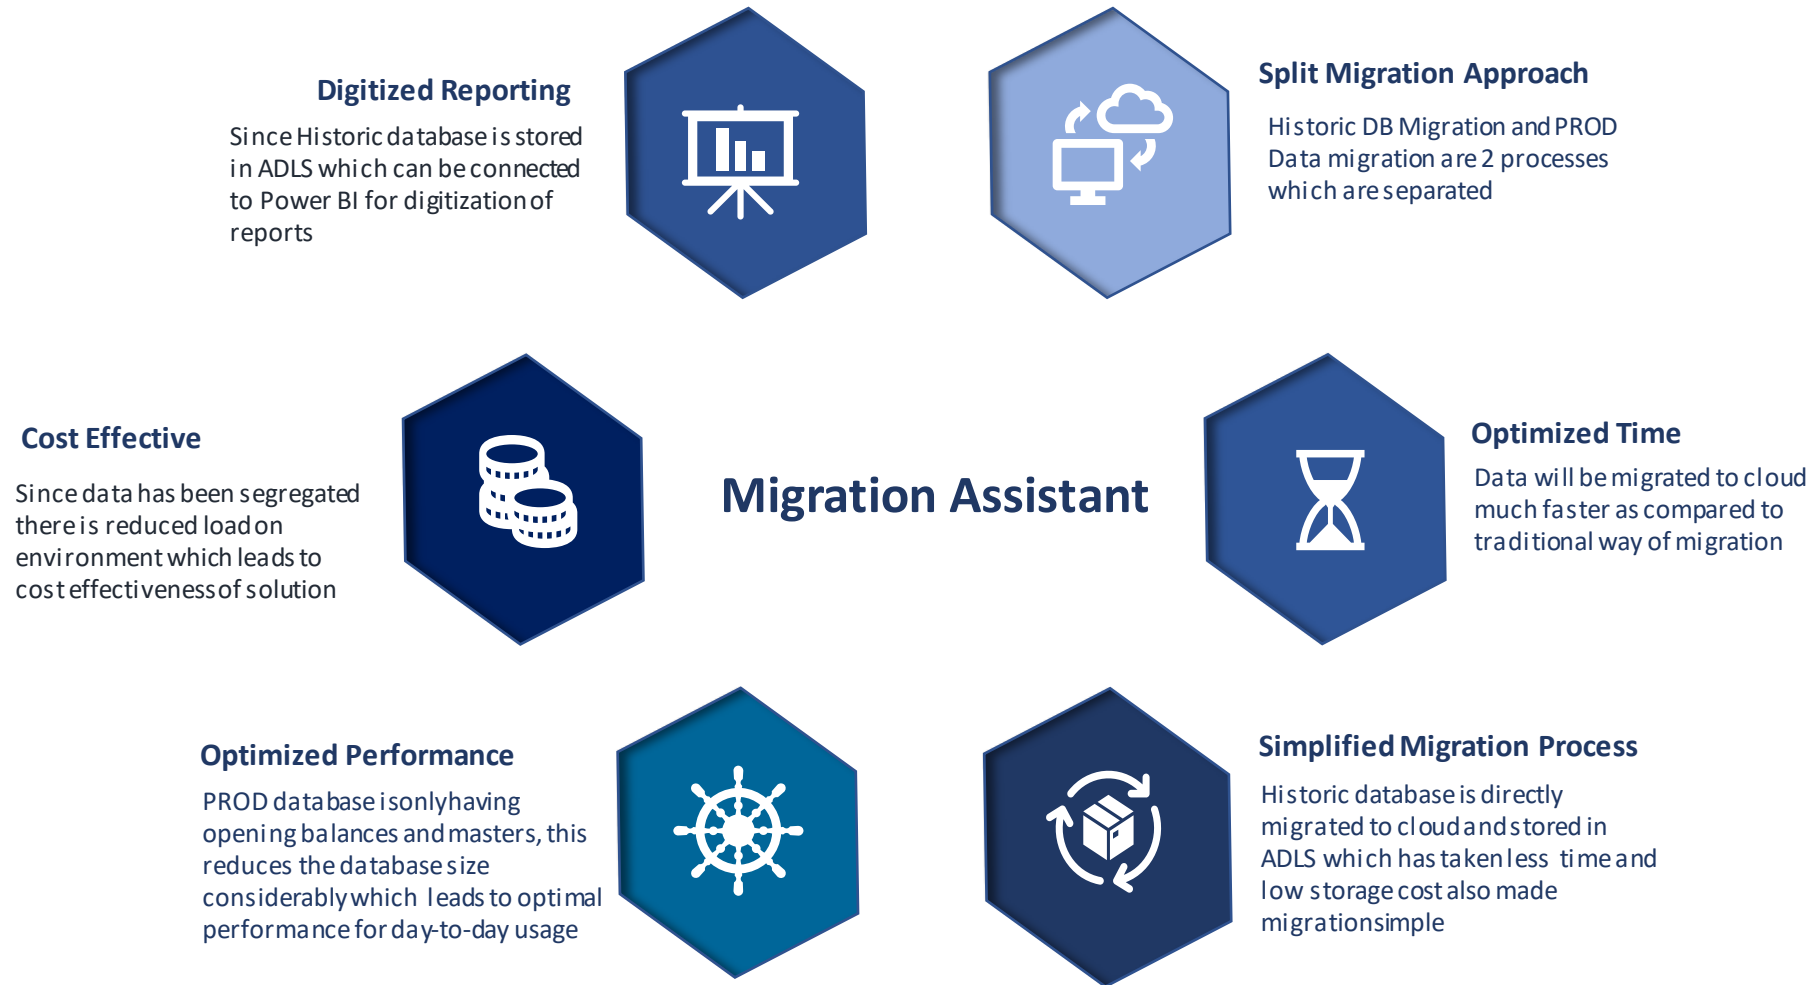 Digitized Reporting
Since Historic database is stored
in ADLS which can be connected
to Power BI for digitization of
reports
Split Migration Approach
Historic DB Migration and PROD
Data migration are 2 processes
which are separated
Cost Effective
Since data has been segregated
there is reduced load on
environment which leads to
cost effectiveness of solution
Migration Assistant
Optimized Time
Data will be migrated to cloud
much faster as compared to
traditional way of migration
Optimized Performance
PROD database isonlyhaving
opening balances and masters, this
reduces the database size
considerably which leads to optimal
performance for day-to-day usage
Simplified Migration Process
Historic database is directly
migrated to cloud and stored in
ADLS which has taken less time and
low storage cost also made
migrationsimple